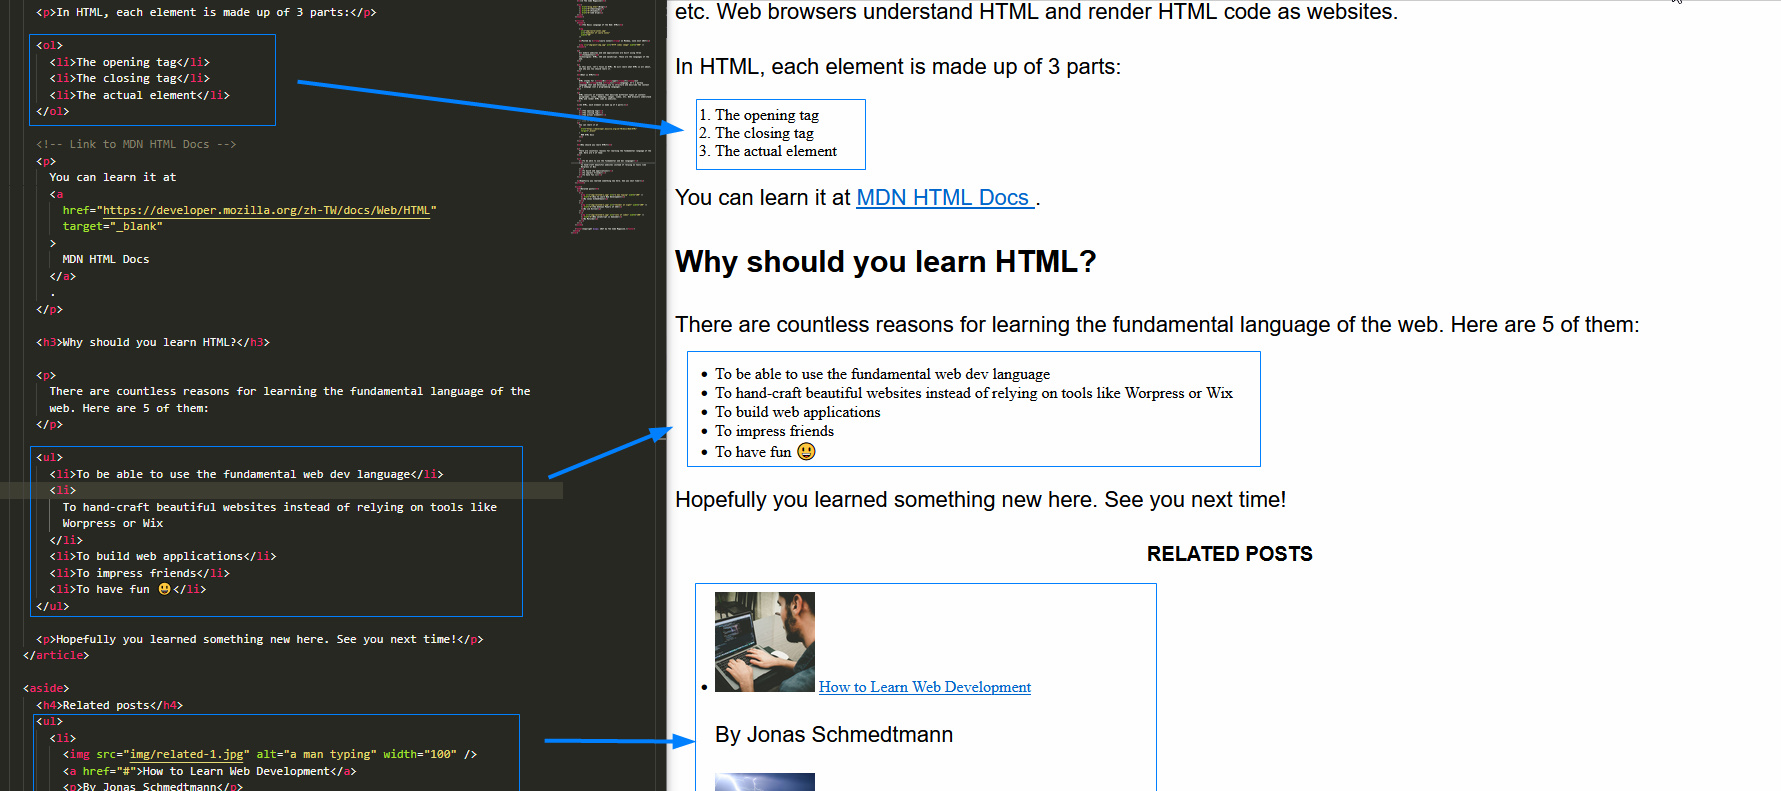 <p>In HTML, each element is made up of 3 parts:</p>
<ol>
<li>The opening tag</li>
<li>The closing tag</li>
<li>The actual element</li>
</ol>
<!-- Link to MDN HTML Docs -->
<p>
You can learn it at
<a
href="https://developer.mozilla.org/zh-TW/docs/Web/HTML"
target="_blank"
>
MDN HTML Docs
</a>
.
</p>
<h3>Why should you learn HTML?</h3>
<p>
There are countless reasons for learning the fundamental language of the
web. Here are 5 of them:
</p>
<ul>
<li>To be able to use the fundamental web dev language</li>
<li>
To hand-craft beautiful websites instead of relying on tools like
Worpress or Wix
</li>
<li>To build web applications</li>
<li>To impress friends</li>
<li>To have fun 😃</li>
</ul>
<p>Hopefully you learned something new here. See you next time!</p>
</article>
<aside>
<h4>Related posts</h4>
<ul>
<li>
<img src="img/related-1.jpg" alt="a man typing" width="100" />
<a href="#">How to Learn Web Development</a>
<p>By Jonas Schmedtmann</p>
etc. Web browsers understand HTML and render HTML code as websites.
In HTML, each element is made up of 3 parts:
1. The opening tag
2. The closing tag
3. The actual element
You can learn it at MDN HTML Docs .
Why should you learn HTML?
There are countless reasons for learning the fundamental language of the web. Here are 5 of them:
• To be able to use the fundamental web dev language
• To hand-craft beautiful websites instead of relying on tools like Worpress or Wix
• To build web applications
• To impress friends
• To have fun 😃
Hopefully you learned something new here. See you next time!
RELATED POSTS
• How to Learn Web Development
By Jonas Schmedtmann